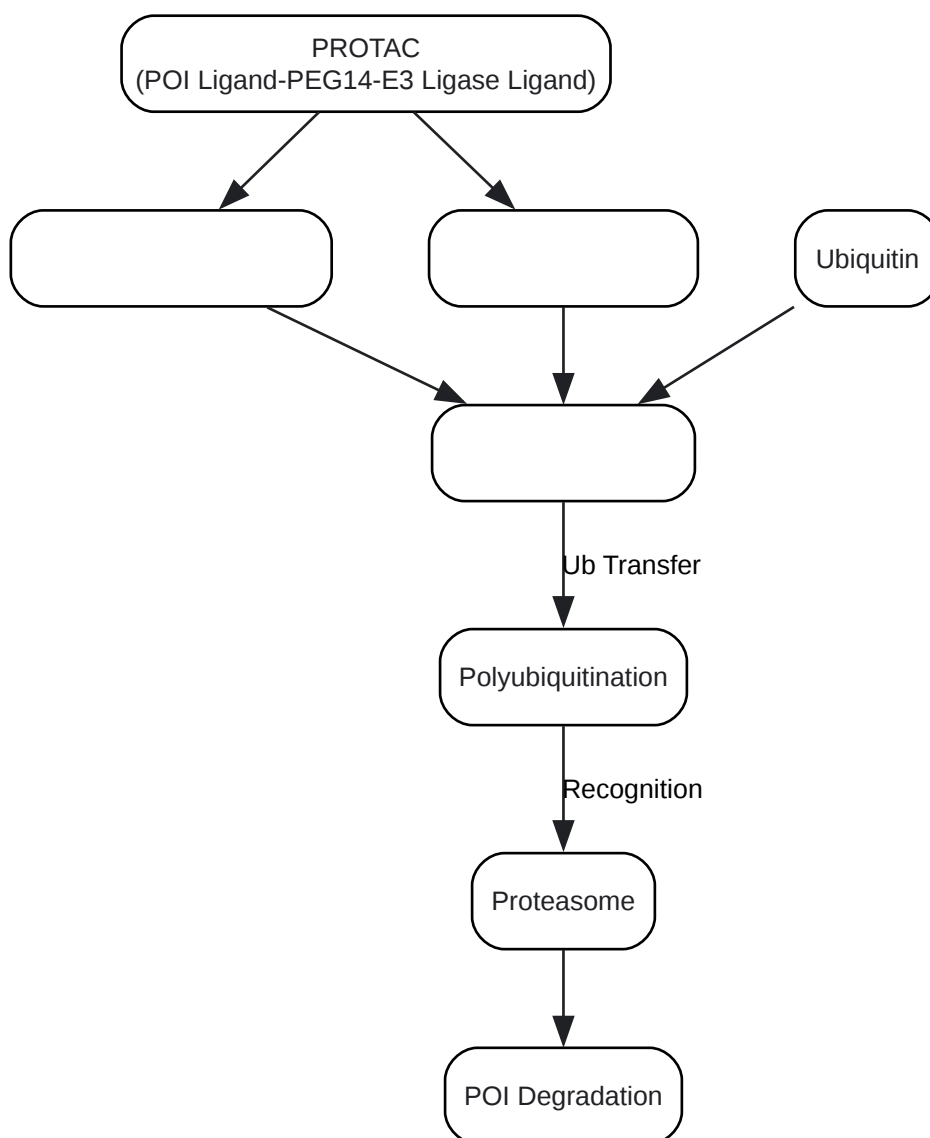 PROTAC
(POI Ligand-PEG14-E3 Ligase Ligand)
Ubiquitin
Ub Transfer
Polyubiquitination
Recognition
Proteasome
POI Degradation